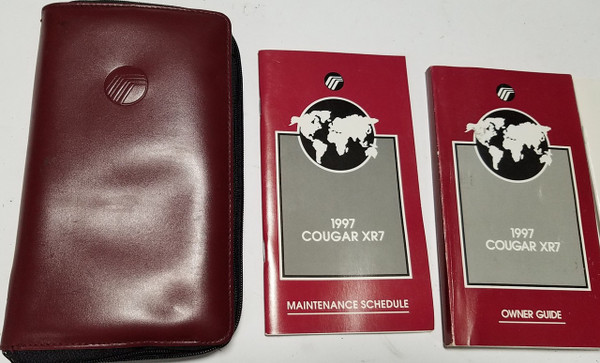 1997
COUGAR XR7
MAINTENANCE SCHEDULE
1997
COUGAR XR7
OWNER GUIDE